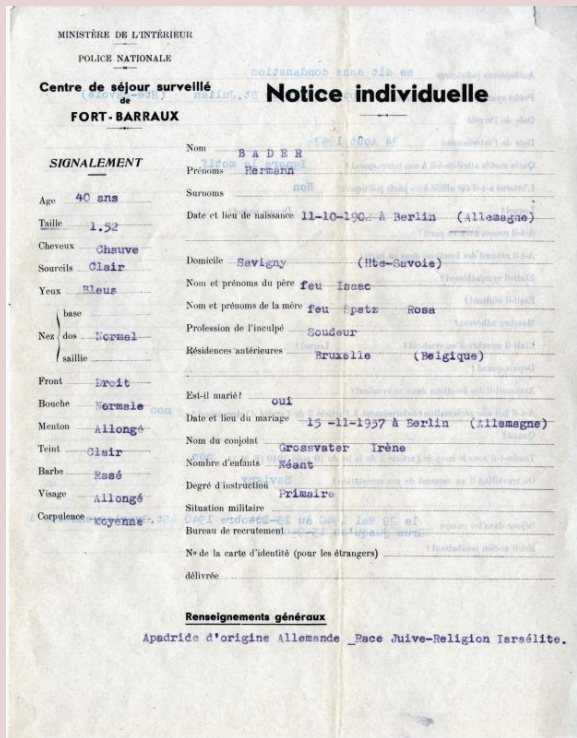 MINISTÈRE DE L'INTÉRIEUR
POLICE NATIONALE
Centre de séjour surveillé
de
FORT-BARRAUX
Notice individuelle
SIGNALEMENT
Age 40 ans
Taille 1.52
Cheveux Chauve
Sourcils Clair
Yeux Bleus
base
Nez dos Normal
saillie
Front Droit
Bouche Normale
Menton Allongé
Teint Clair
Barbe Rasé
Visage Allongé
Corpulence Moyenne
Nom BADER
Prénoms Hermann
Surnoms
Date et lieu de naissance 11-10-1902 à Berlin (Allemagne)
Domicile Savigny (Hte-Savoie)
Nom et prénoms du père feu Isaac
Nom et prénoms de la mère feu Spatz Rosa
Profession de l'inculpé Soudeur
Résidences antérieures Bruxelle (Belgique)
Est-il marié? oui
Date et lieu du mariage 15 -11-1937 à Berlin (Allemagne)
Nom du conjoint Grossvater Irène
Nombre d'enfants Néant
Degré d'instruction Primaire
Situation militaire
Bureau de recrutement
No de la carte d'identité (pour les étrangers)
délivrée
Renseignements généraux
Apadride d'origine Allemande _Race Juive-Religion Israélite.